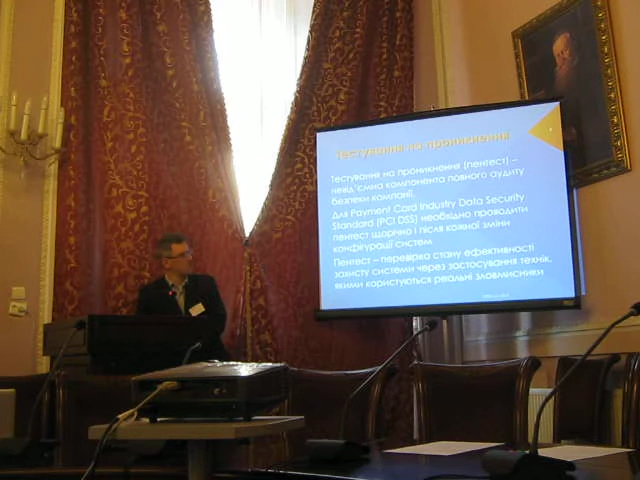 Тестування на проникнення
Тестування на проникнення (пентест) –
невід'ємна компонента повного аудиту
безпеки компанії.
Для Payment Card Industry Data Security
Standard (PCI DSS) необхідно проводити
пентест щорічно і після кожної зміни
конфігурації систем
Пентест – перевірка стану ефективності
захисту системи через застосування технік,
якими користуються реальні зловмисники